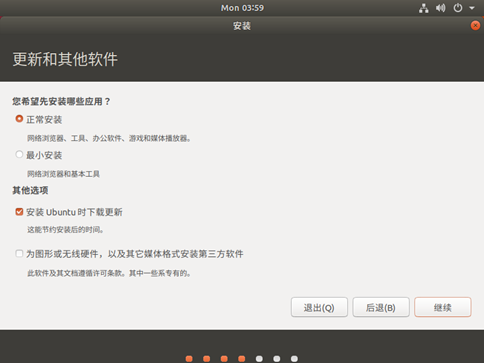 Mon 03:59
安装
更新和其他软件
您希望先安装哪些应用？
正常安装
网络浏览器、工具、办公软件、游戏和媒体播放器。
最小安装
网络浏览器和基本工具
其他选项
安装 Ubuntu 时下载更新
这能节约安装后的时间。
为图形或无线硬件，以及其它媒体格式安装第三方软件
此软件及其文档遵循许可条款。其中一些系专有的。
退出(Q) 后退(B) 继续